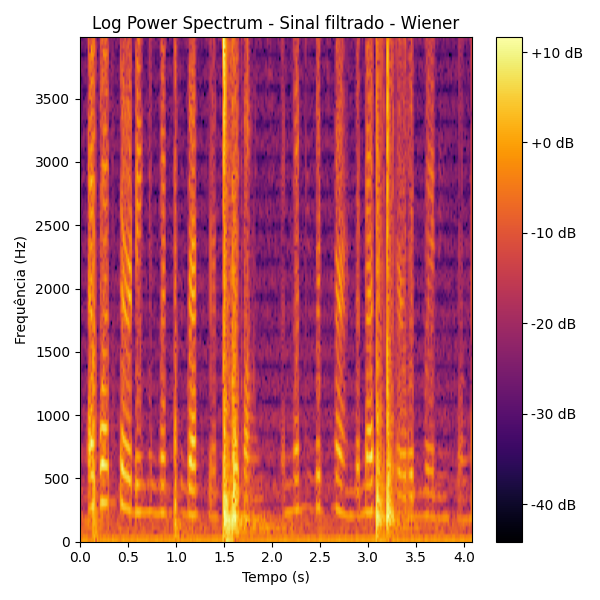 Log Power Spectrum - Sinal filtrado - Wiener
3500
3000
2500
2000
1500
1000
500
0
Frequência (Hz)
0.0 0.5 1.0 1.5 2.0 2.5 3.0 3.5 4.0
Tempo (s)
+10 dB
+0 dB
-10 dB
-20 dB
-30 dB
-40 dB